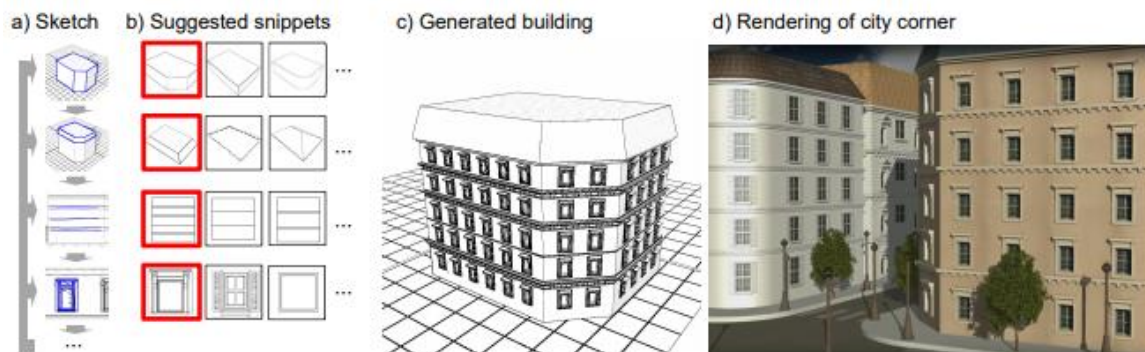 a) Sketch
b) Suggested snippets
c) Generated building
d) Rendering of city corner
...
...
...
...
...